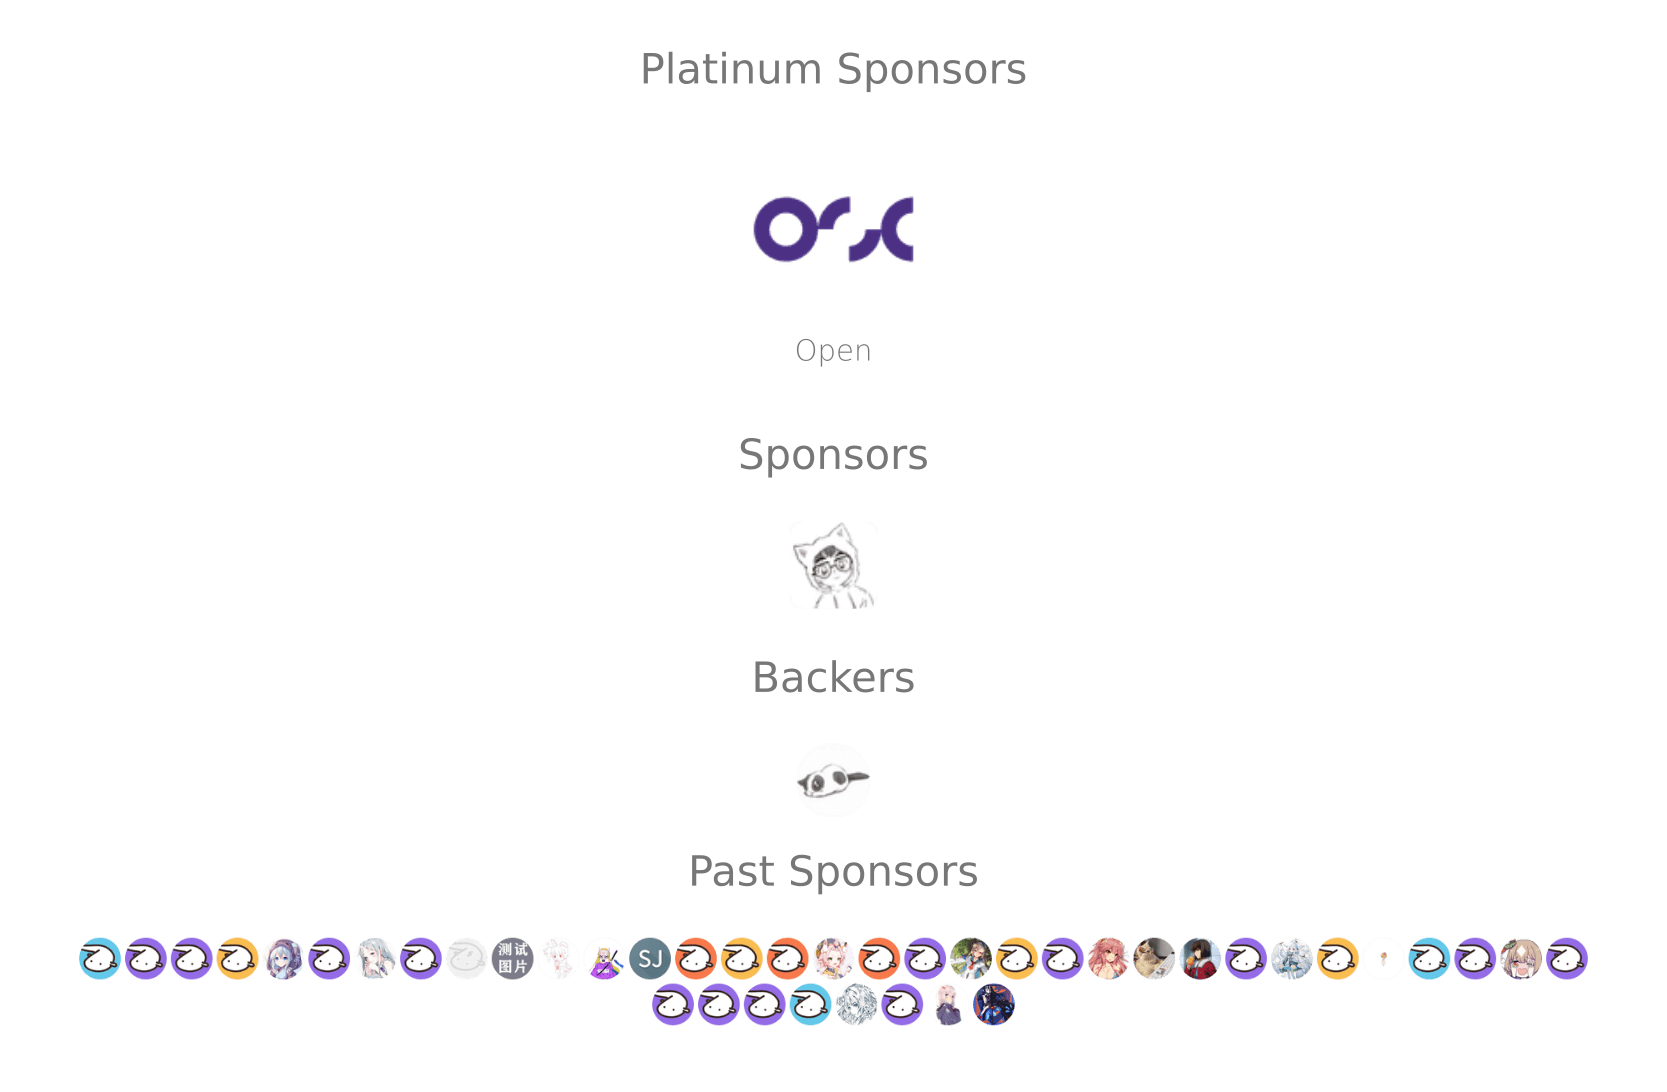 Platinum Sponsors
Open
Sponsors
Backers
Past Sponsors
测试
图片
SJ